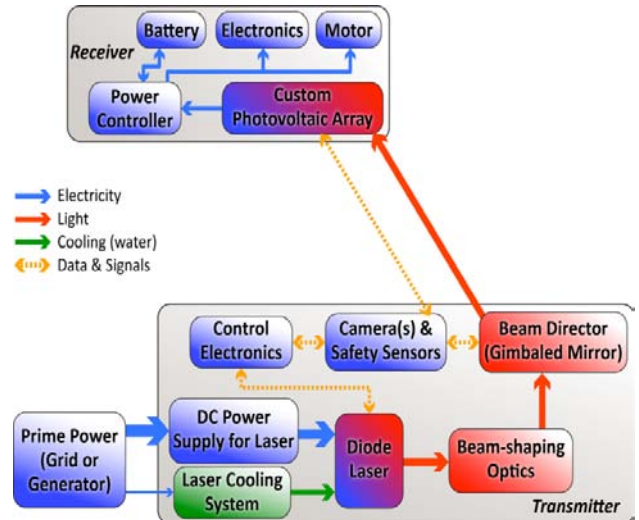 Receiver
Battery
Electronics
Motor
Power
Controller
Custom
Photovoltaic Array
Electricity
Light
Cooling (water)
Data & Signals
Control
Electronics
Camera(s) &
Safety Sensors
Beam Director
(Gimbaled Mirror)
Prime Power
(Grid or
Generator)
DC Power
Supply for Laser
Diode
Laser
Beam-shaping
Optics
Laser Cooling
System
Transmitter